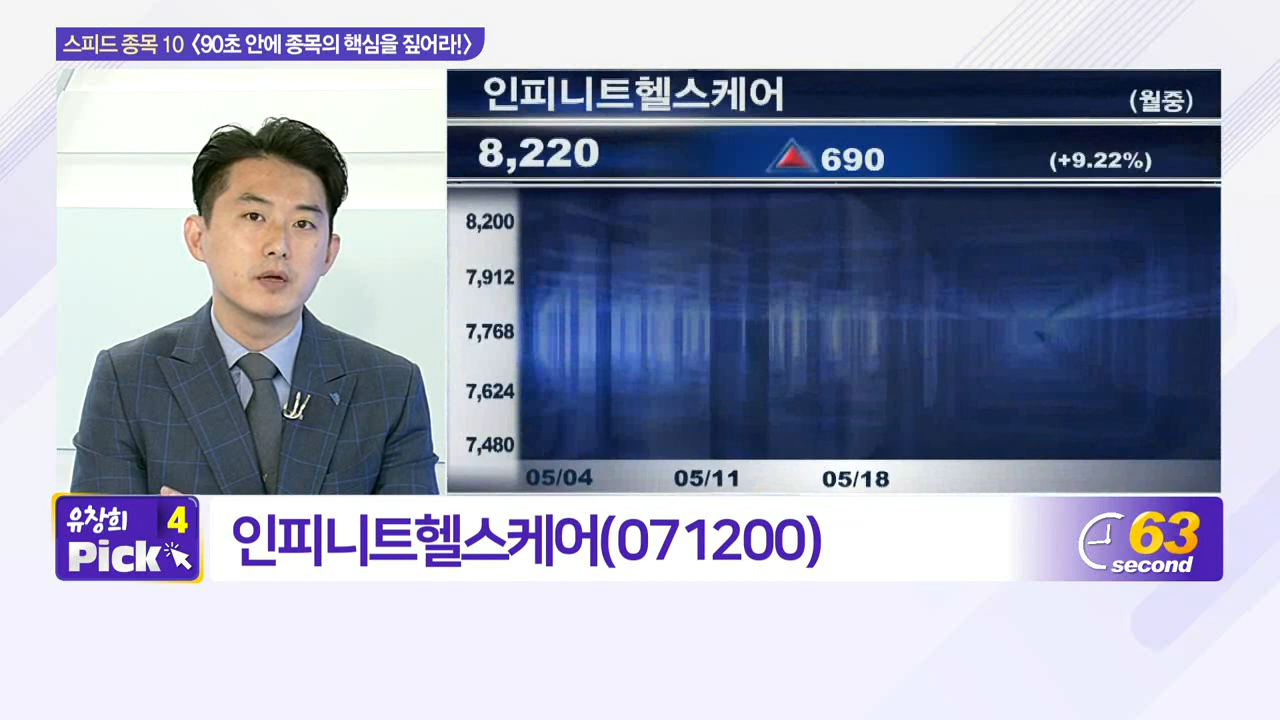 스피드 종목 10 <90초 안에 종목의 핵심을 짚어라!>
인피니트헬스케어 (월중)
8,220 ▲ 690 (+9.22%)
8,200
7,912
7,768
7,624
7,480
05/04 05/11 05/18
유창희 4
Pick
인피니트헬스케어(071200)
63
second